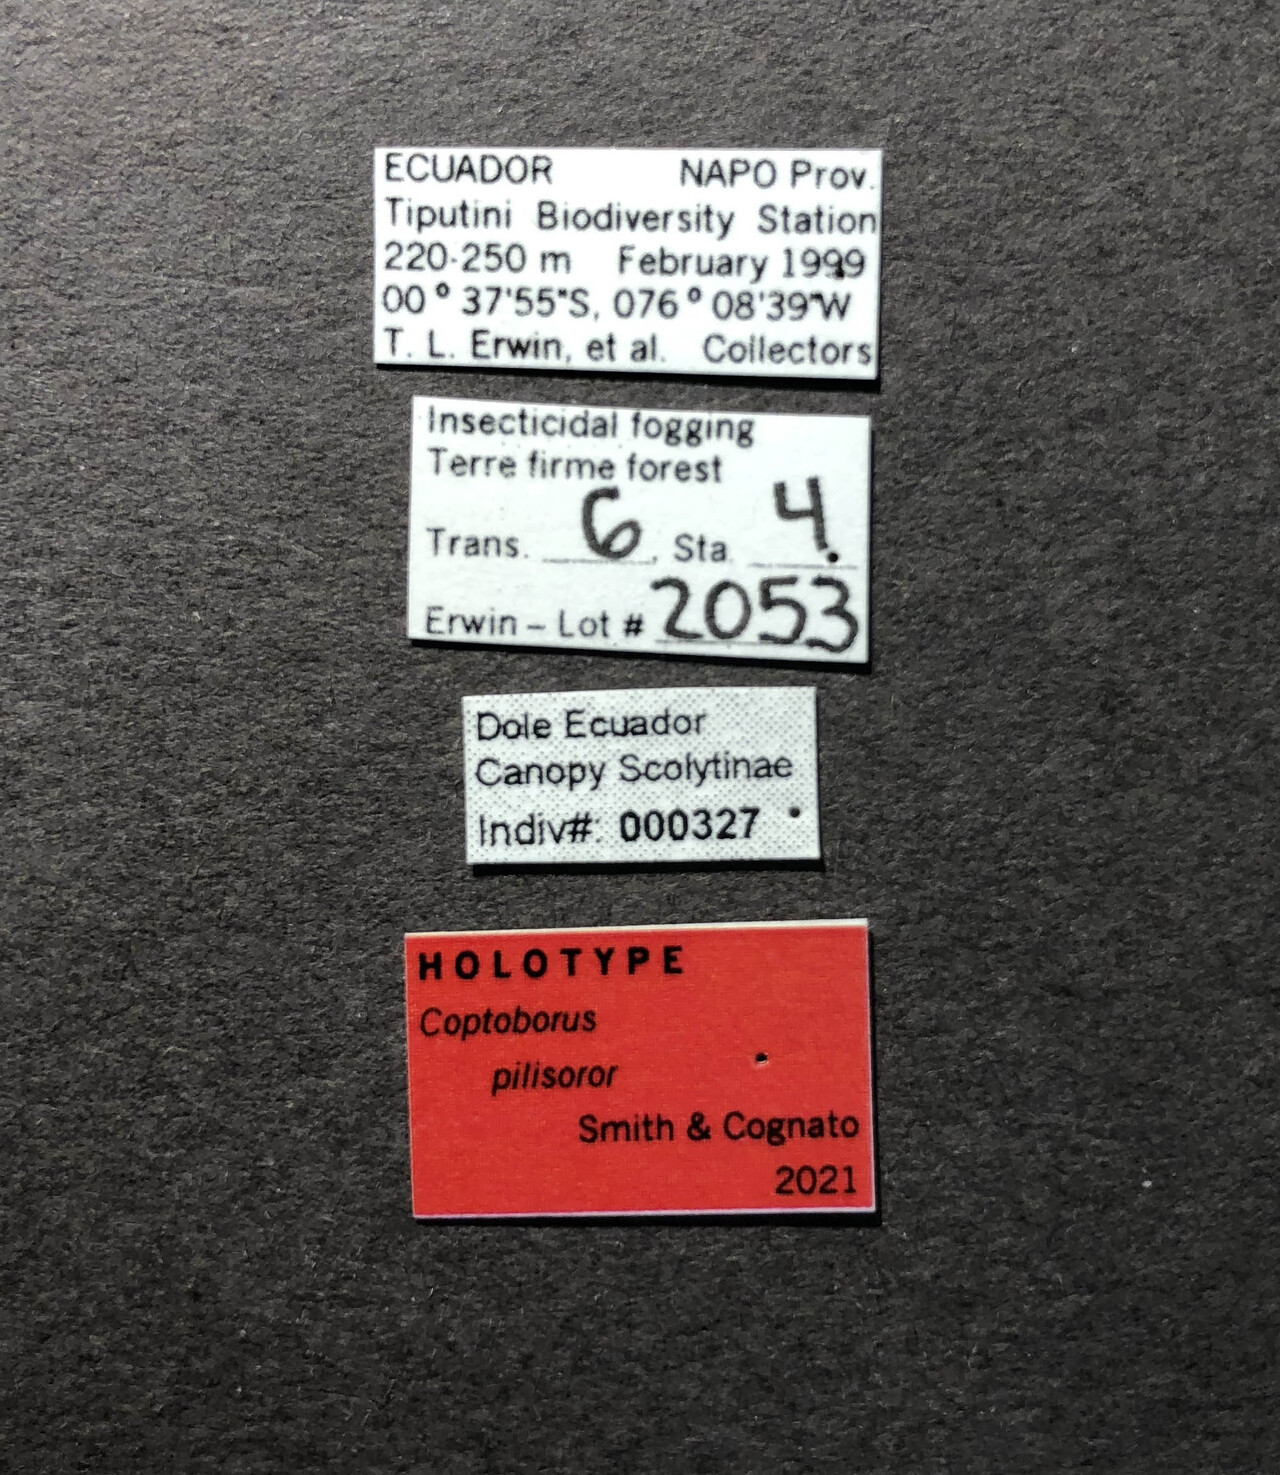 ECUADOR NAPO Prov.
Tiputini Biodiversity Station
220-250 m February 1999
00° 37'55"S, 076° 08'39"W
T. L. Erwin, et al. Collectors
Insecticidal fogging
Terre firme forest
Trans. 6, Sta. 4
Erwin – Lot # 2053
Dole Ecuador
Canopy Scolytinae
Indiv#: 000327
HOLOTYPE
Coptoborus
pilisoror
Smith & Cognato
2021